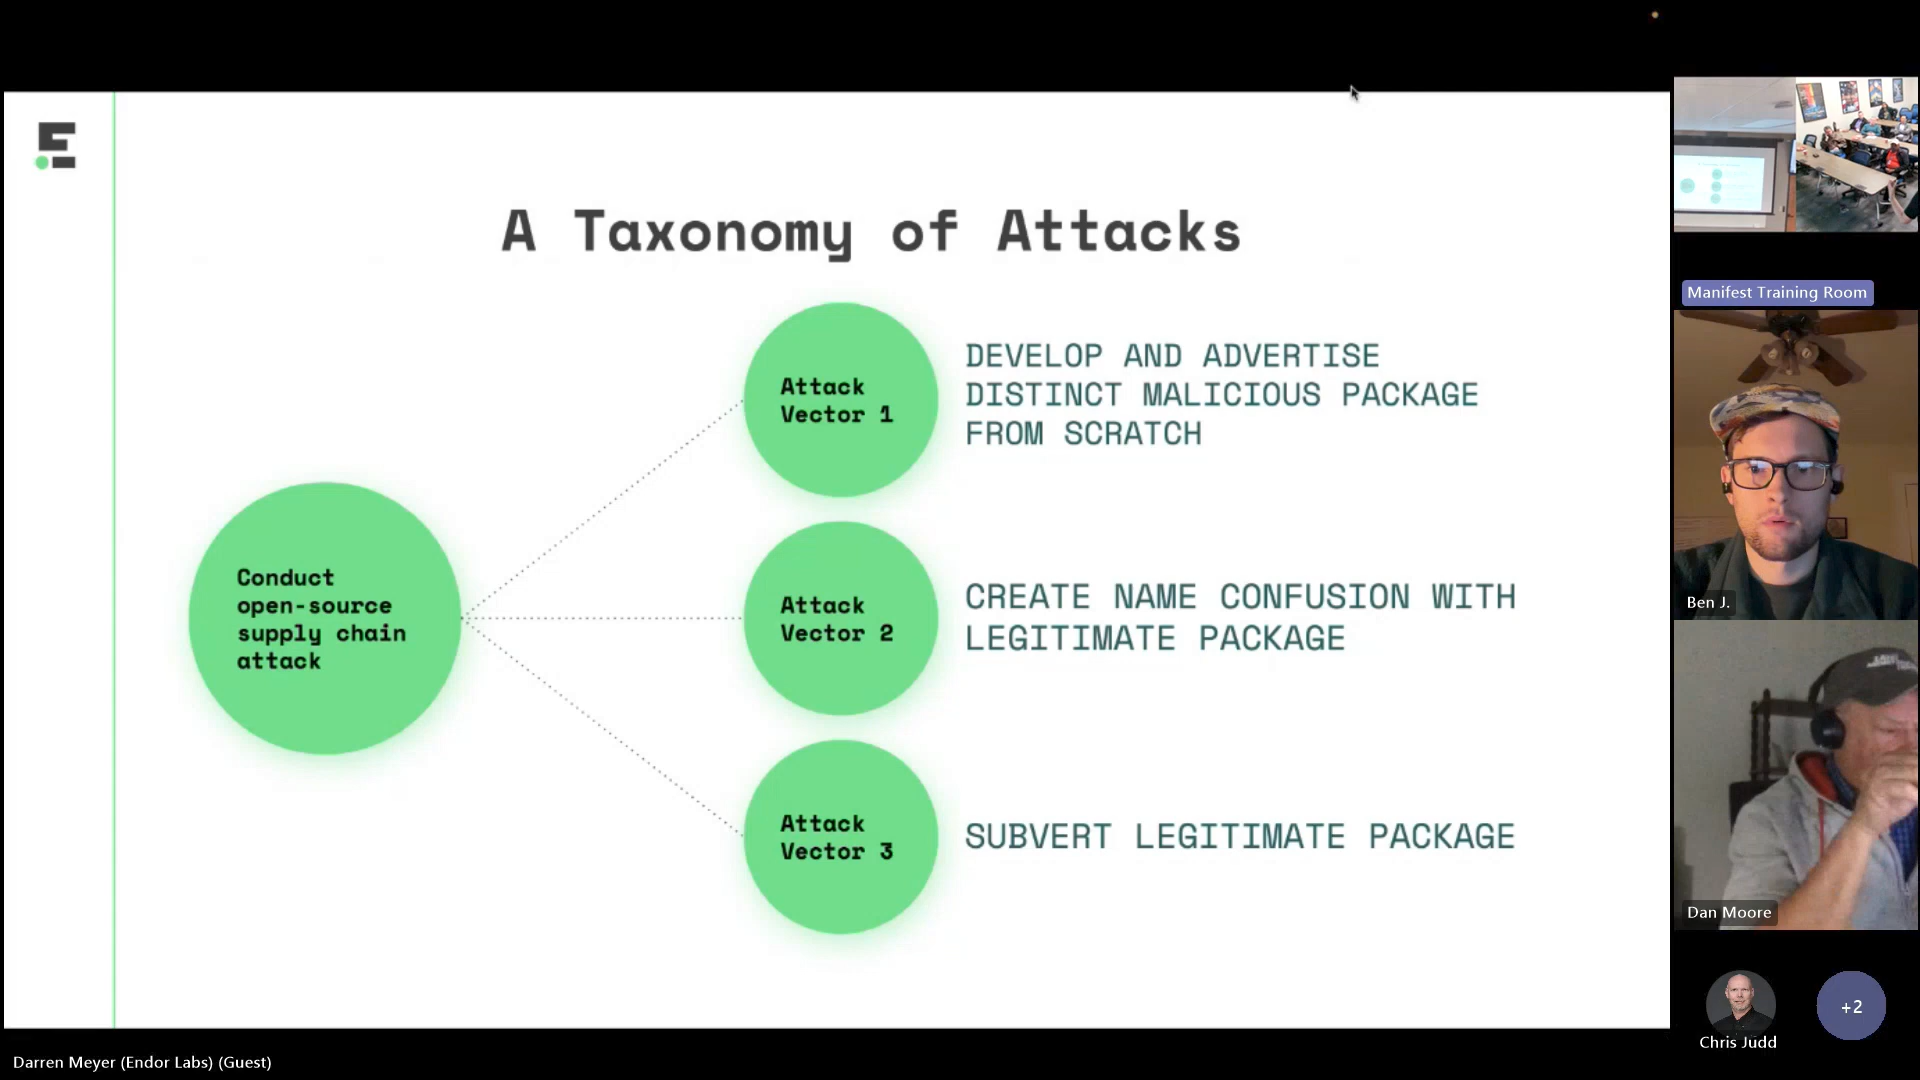 A Taxonomy of Attacks
Conduct
open-source
supply chain
attack
Attack
Vector 1
DEVELOP AND ADVERTISE
DISTINCT MALICIOUS PACKAGE
FROM SCRATCH
Attack
Vector 2
CREATE NAME CONFUSION WITH
LEGITIMATE PACKAGE
Attack
Vector 3
SUBVERT LEGITIMATE PACKAGE
Manifest Training Room
Ben J.
Dan Moore
Chris Judd
+2
Darren Meyer (Endor Labs) (Guest)